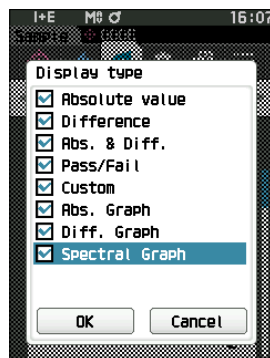 I+E M0 16:07
Sample
Display type
Absolute value
Difference
Abs. & Diff.
Pass/Fail
Custom
Abs. Graph
Diff. Graph
Spectral Graph
OK Cancel